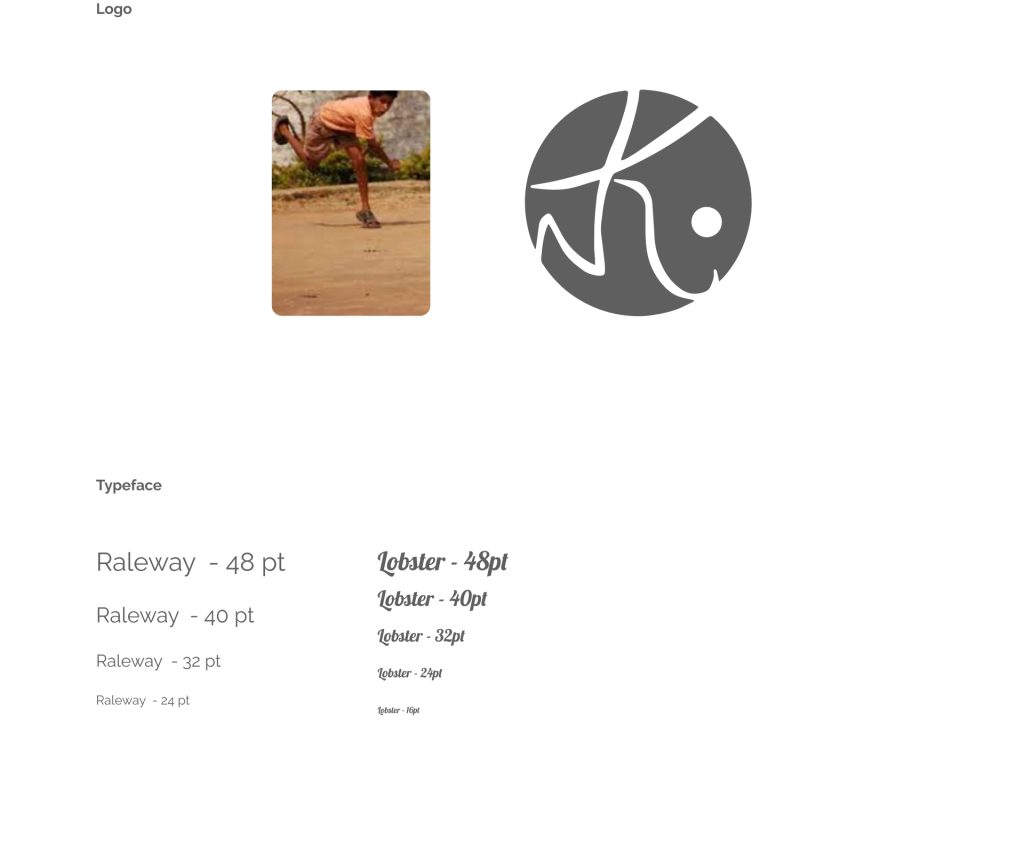 Logo
Typeface
Raleway - 48 pt
Raleway - 40 pt
Raleway - 32 pt
Raleway - 24 pt
Lobster - 48pt
Lobster - 40pt
Lobster - 32pt
Lobster - 24pt
Lobster - 16pt